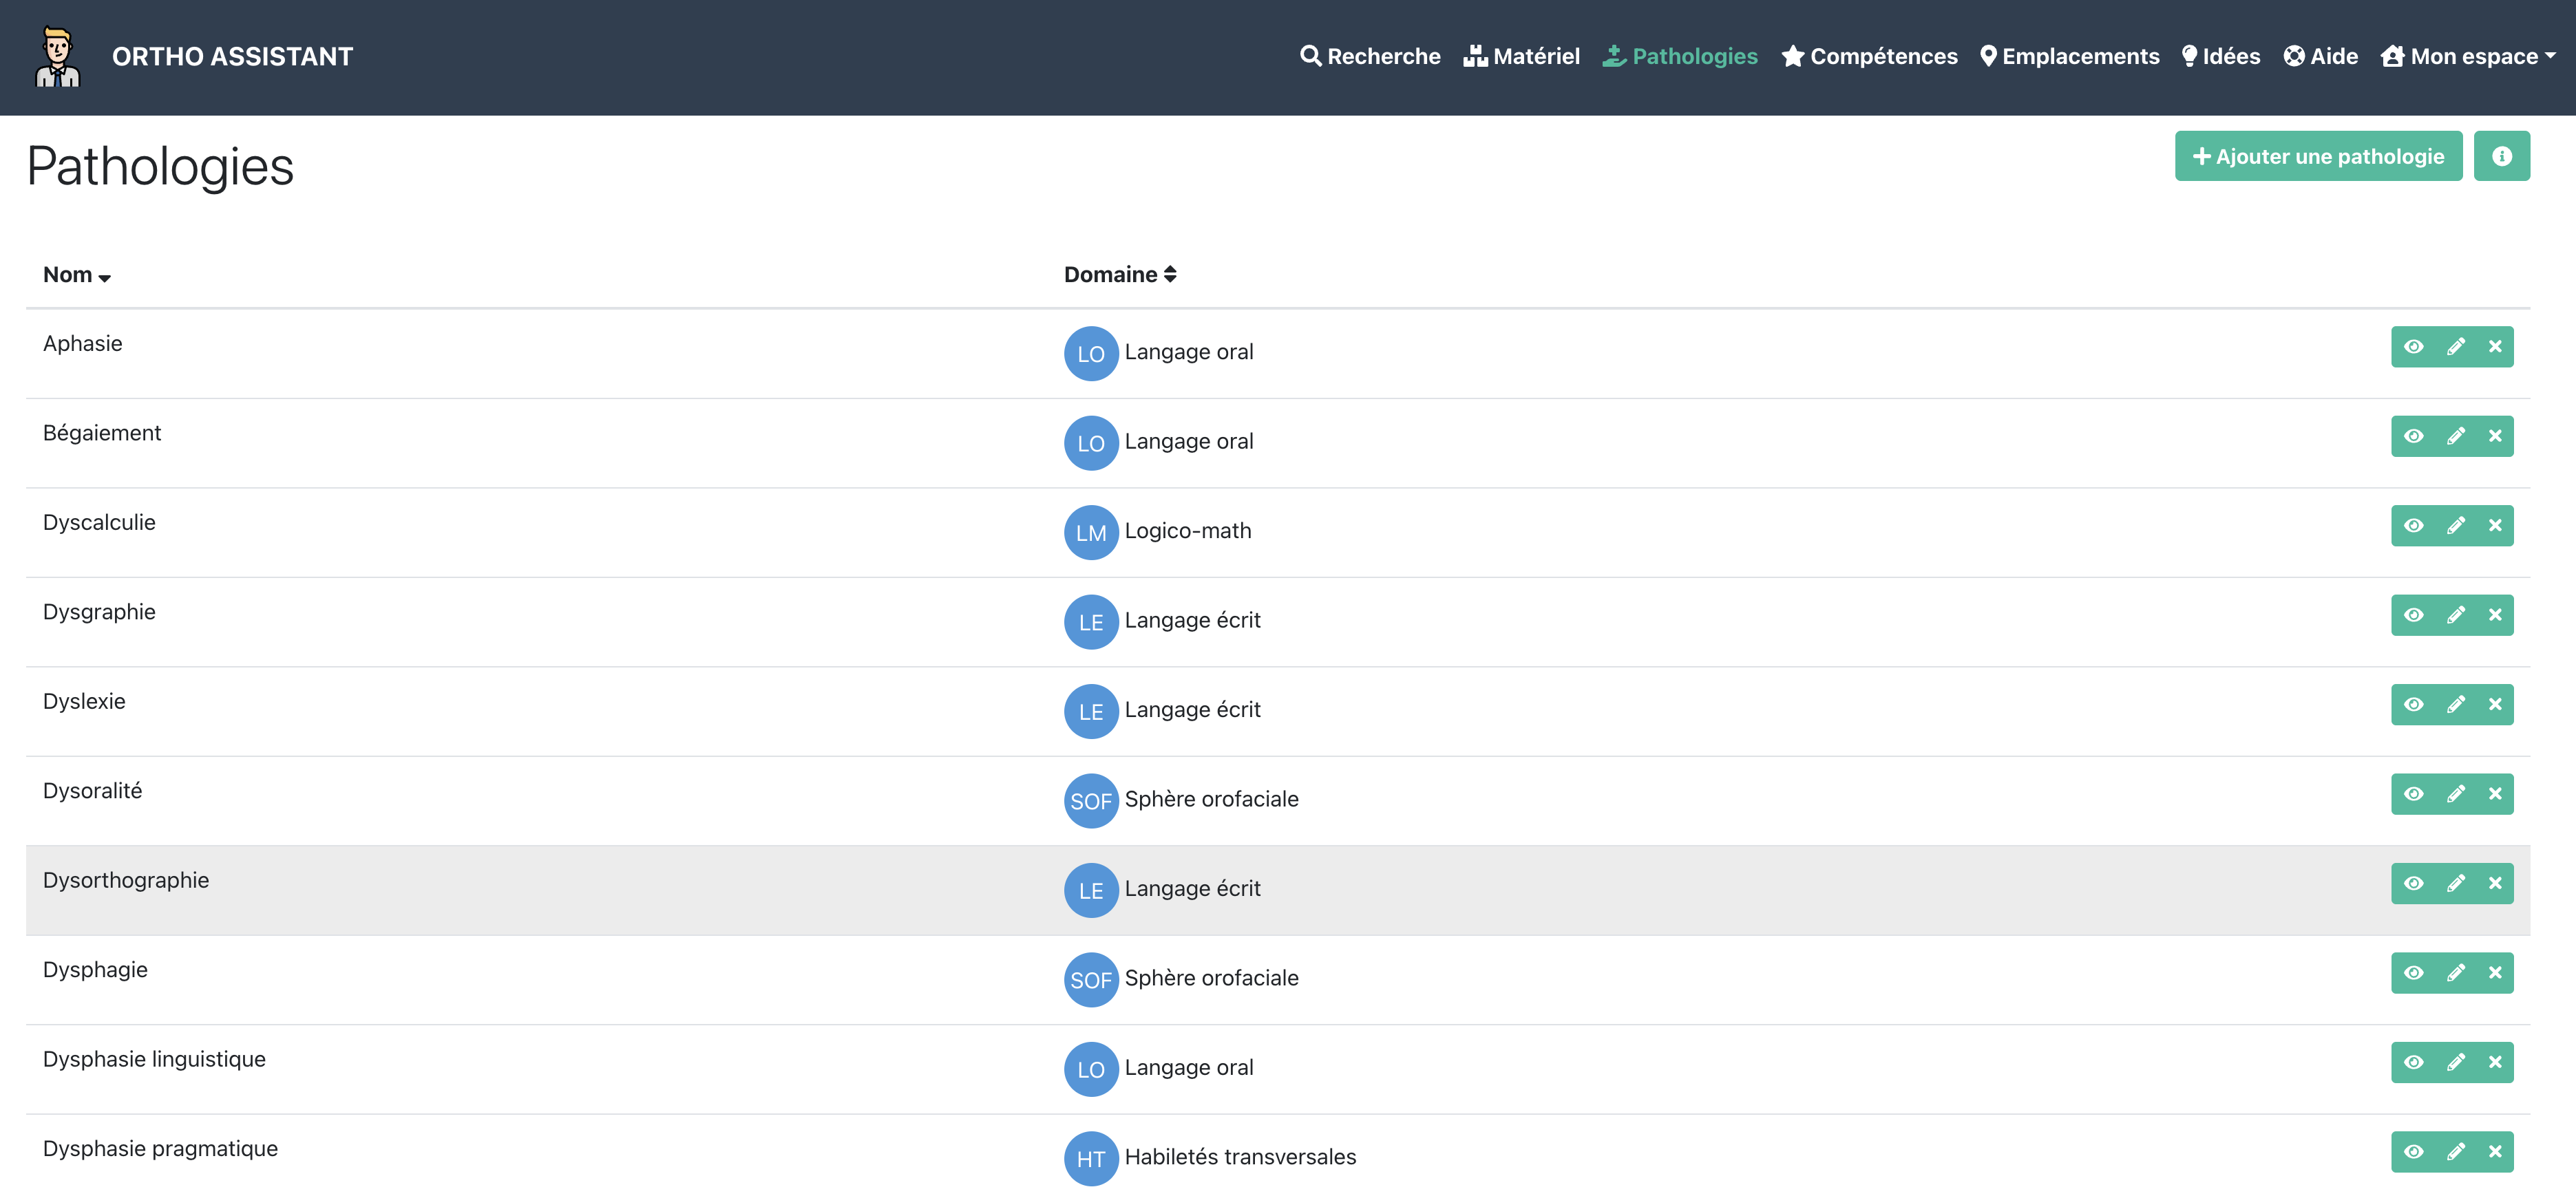 ORTHO ASSISTANT
Recherche Matériel Pathologies Compétences Emplacements Idées Aide Mon espace
Pathologies
Ajouter une pathologie
Nom Domaine
Aphasie LO Langage oral
Bégaiement LO Langage oral
Dyscalculie LM Logico-math
Dysgraphie LE Langage écrit
Dyslexie LE Langage écrit
Dysoralité SOF Sphère orofaciale
Dysorthographie LE Langage écrit
Dysphagie SOF Sphère orofaciale
Dysphasie linguistique LO Langage oral
Dysphasie pragmatique HT Habiletés transversales